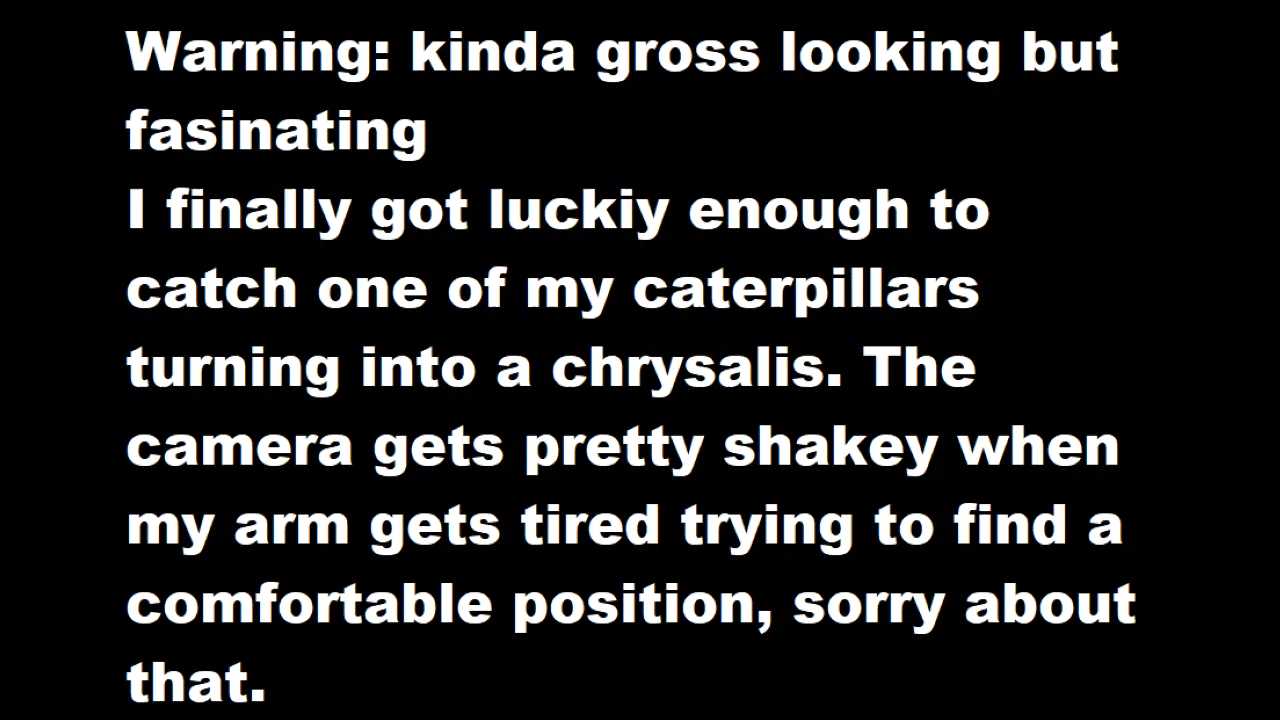 Warning: kinda gross looking but
fasinating
I finally got luckiy enough to
catch one of my caterpillars
turning into a chrysalis. The
camera gets pretty shakey when
my arm gets tired trying to find a
comfortable position, sorry about
that.